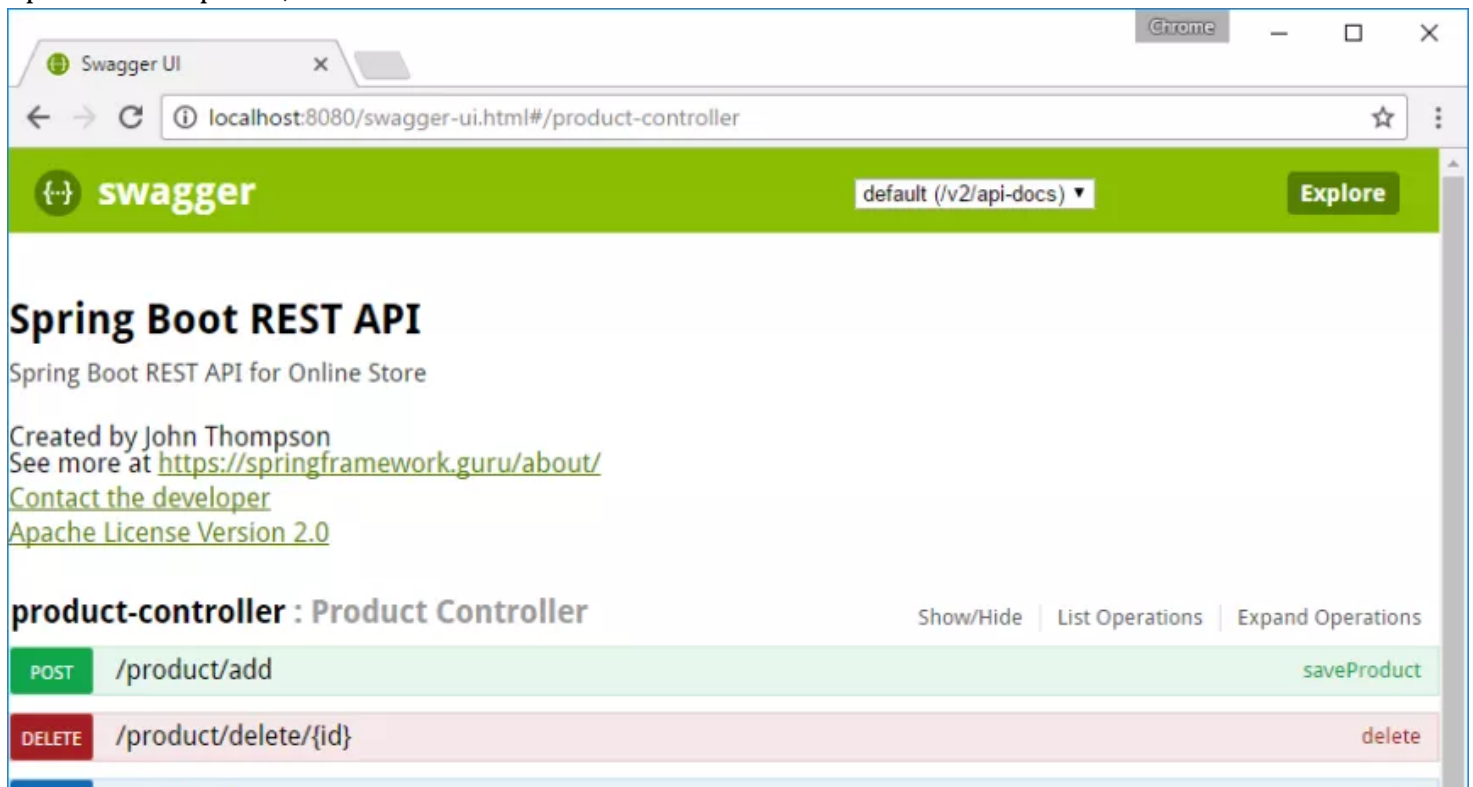 Chrome
Swagger UI
localhost:8080/swagger-ui.html#/product-controller
{···} swagger default (/v2/api-docs) Explore
Spring Boot REST API
Spring Boot REST API for Online Store
Created by John Thompson
See more at https://springframework.guru/about/
Contact the developer
Apache License Version 2.0
product-controller : Product Controller Show/Hide List Operations Expand Operations
POST /product/add saveProduct
DELETE /product/delete/{id} delete